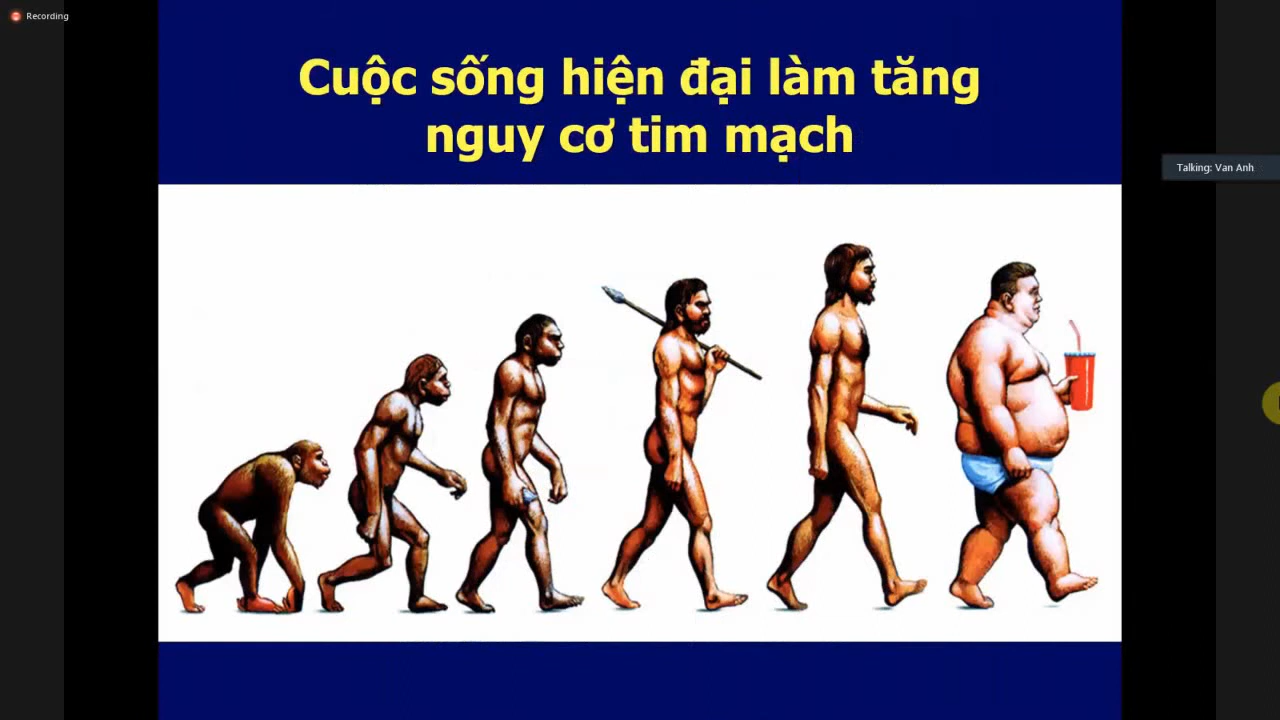 Recording
Cuộc sống hiện đại làm tăng
nguy cơ tim mạch
Talking: Van Anh